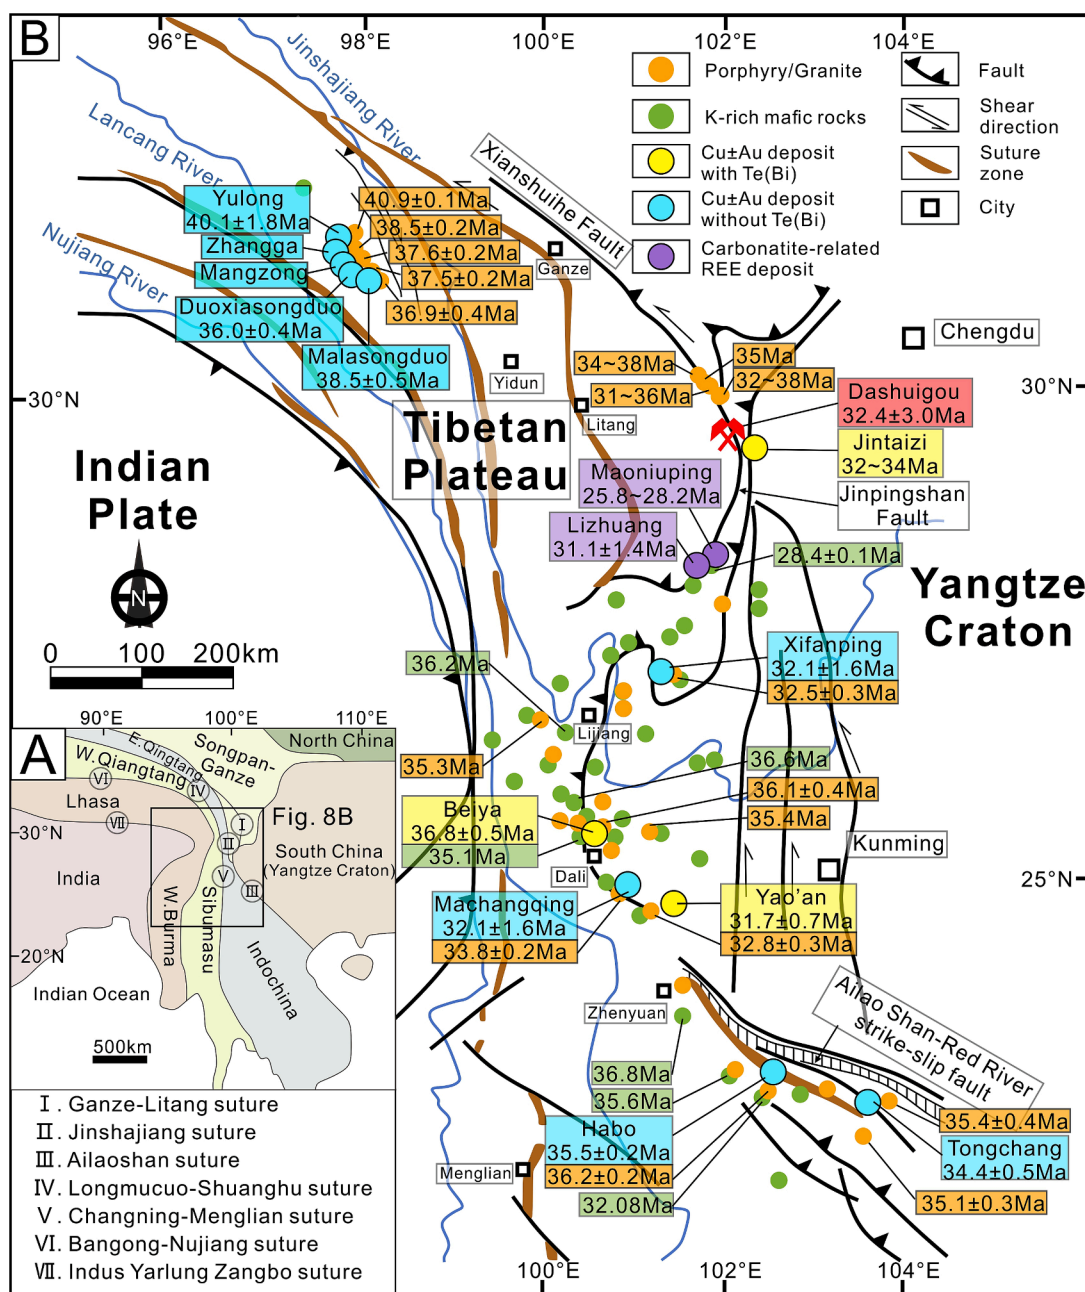 B
96°E
98°E
100°E
102°E
104°E
Jinshajiang River
Lancang River
Nujiang River
Xianshuihe Fault
Porphyry/Granite
K-rich mafic rocks
Cu±Au deposit
with Te(Bi)
Cu±Au deposit
without Te(Bi)
Carbonatite-related
REE deposit
Fault
Shear
direction
Suture
zone
City
Yulong
40.1±1.8Ma
Zhangga
Mangzong
Duoxiasongduo
36.0±0.4Ma
Malasongduo
38.5±0.5Ma
40.9±0.1Ma
38.5±0.2Ma
37.6±0.2Ma
37.5±0.2Ma
36.9±0.4Ma
Ganze
Yidun
Litang
Chengdu
34~38Ma
35Ma
31~36Ma
32~38Ma
30°N
30°N
Dashuigou
32.4±3.0Ma
Jintaizi
32~34Ma
Jinpingshan
Fault
Tibetan
Plateau
Indian
Plate
Maoniuping
25.8~28.2Ma
Lizhuang
31.1±1.4Ma
28.4±0.1Ma
Yangtze
Craton
N
0 100 200km
36.2Ma
Xifanping
32.1±1.6Ma
32.5±0.3Ma
Lijiang
35.3Ma
36.6Ma
36.1±0.4Ma
35.4Ma
Beiya
36.8±0.5Ma
35.1Ma
Kunming
Dali
25°N
Machangqing
32.1±1.6Ma
33.8±0.2Ma
Yao'an
31.7±0.7Ma
32.8±0.3Ma
Zhenyuan
Ailao Shan-Red River
strike-slip fault
36.8Ma
35.6Ma
Habo
35.5±0.2Ma
36.2±0.2Ma
32.08Ma
35.4±0.4Ma
Tongchang
34.4±0.5Ma
35.1±0.3Ma
Menglian
100°E
102°E
104°E
A
90°E
100°E
110°E
E.Qingtang
W.Qiangtang
Songpan-
Ganze
North China
Lhasa
VI
IV
VII
I
II
V
III
Fig. 8B
30°N
South China
(Yangtze Craton)
India
W.Burma
Sibumasu
Indochina
20°N
Indian Ocean
500km
I . Ganze-Litang suture
II . Jinshajiang suture
III . Ailaoshan suture
IV . Longmucuo-Shuanghu suture
V . Changning-Menglian suture
VI . Bangong-Nujiang suture
VII . Indus Yarlung Zangbo suture